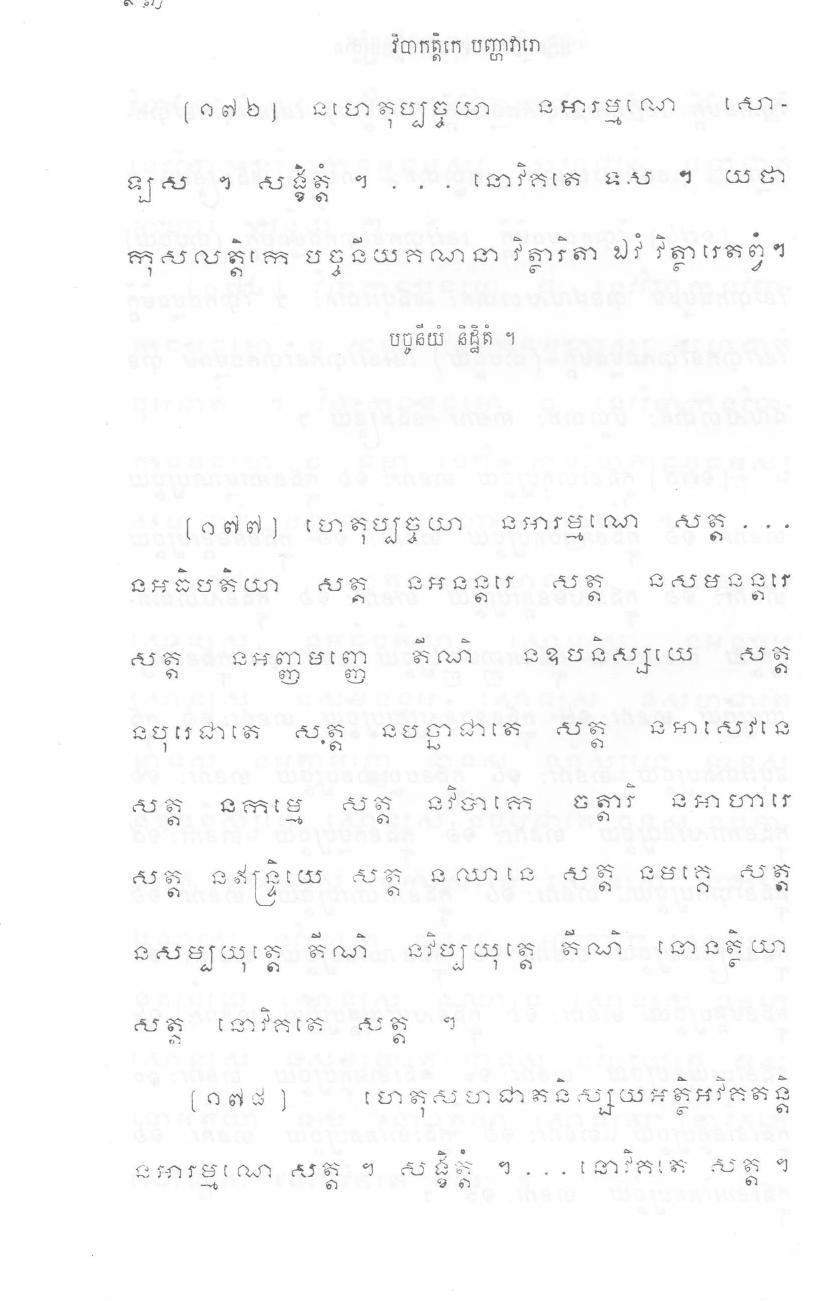 វិបាកត្តិកេ បញ្ហាវារោ
[១៧៦] នហេតុប្បច្ចយា នអារម្មណេ សោ-
ឡស ។ សង្ខិត្តំ ។ . . . នោវិគតេ ទស ។ យថា
កុសលត្តិកេ បច្ចនីយគណនា វិត្ថារិតា ឯវំ វិត្ថារេតព្វំ។
បច្ចនីយំ និដ្ឋិតំ ។
[១៧៧] ហេតុប្បច្ចយា នអារម្មណេ សត្ត . . .
នអធិបតិយា សត្ត នអនន្តរេ សត្ត នសមនន្តរេ
សត្ត នអញ្ញមញ្ញេ តីណិ នឧបនិស្សយេ សត្ត
នបុរេជាតេ សត្ត នបច្ឆាជាតេ សត្ត នអាសេវនេ
សត្ត នកម្មេ សត្ត នវិបាកេ ចត្តារិ នអាហារេ
សត្ត នឥន្ទ្រិយេ សត្ត នឈានេ សត្ត នមគ្គេ សត្ត
នសម្បយុត្តេ តីណិ នវិប្បយុត្តេ តីណិ នោនត្ថិយា
សត្ត នោវិគតេ សត្ត ។
[១៧៨] ហេតុសហជាតនិស្សយអត្ថិអវិគតន្តិ
នអារម្មណេ សត្ត ។ សង្ខិត្តំ ។ . . . នោវិគតេ សត្ត ។